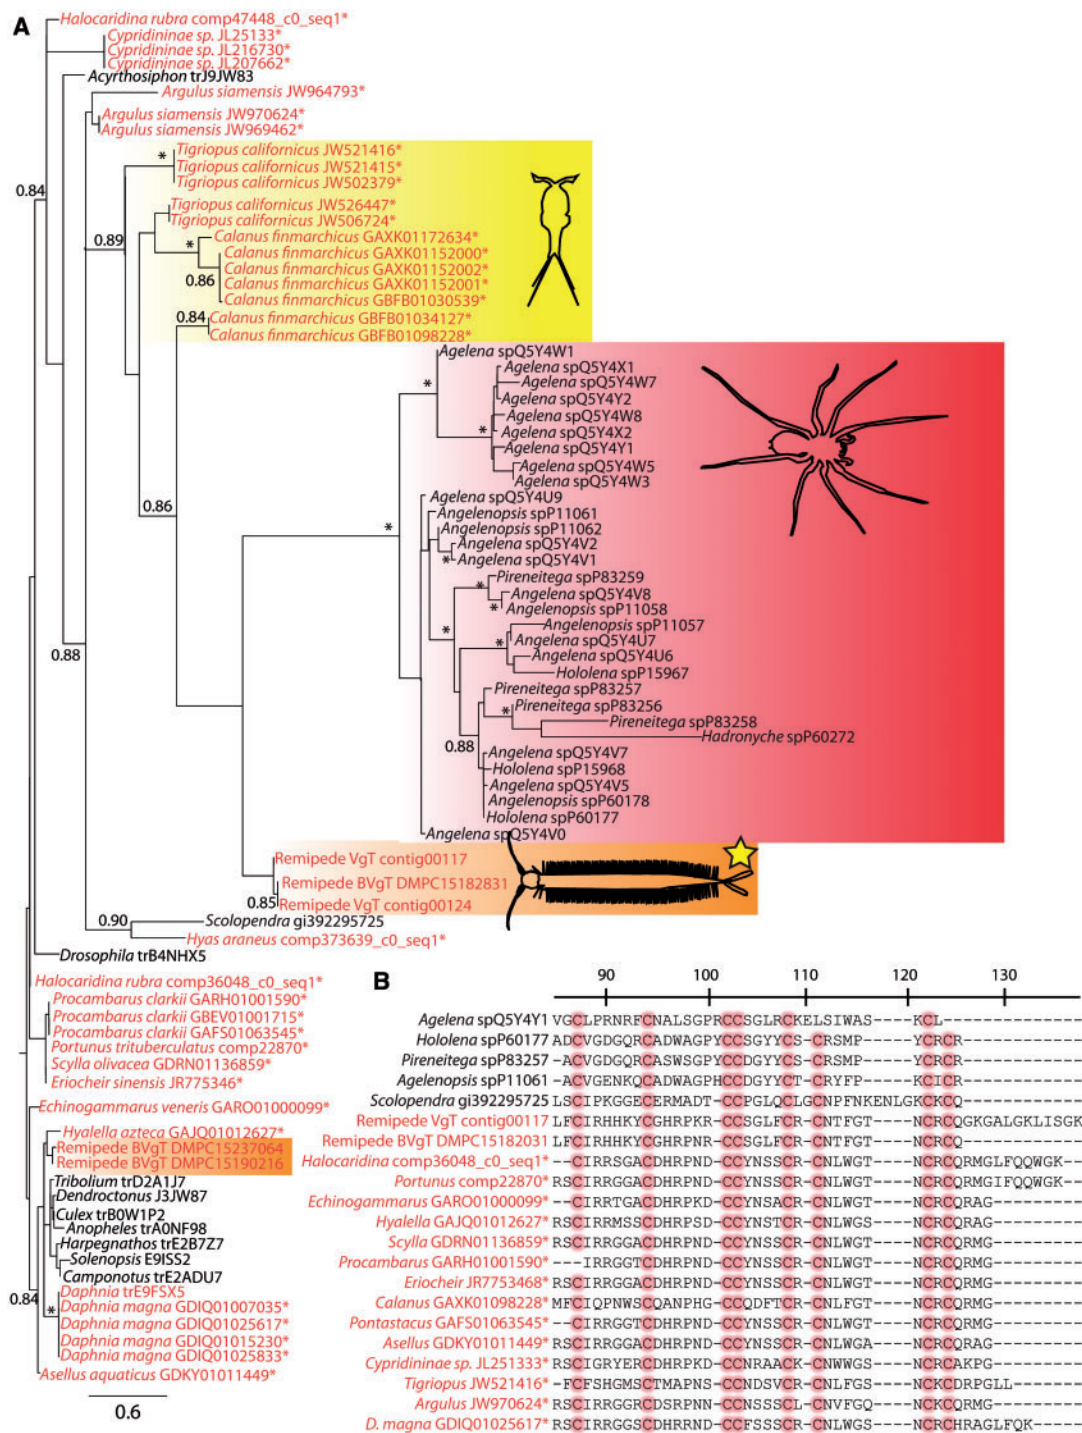 A
Halocaridina rubra comp47448_c0_seq1*
Cypridininae sp. JL25133*
Cypridininae sp. JL216730*
Cypridininae sp. JL207662*
Acyrthosiphon trJ9JW83
Argulus siamensis JW964793*
Argulus siamensis JW970624*
Argulus siamensis JW969462*
*
Tigriopus californicus JW521416*
Tigriopus californicus JW521415*
Tigriopus californicus JW502379*
0.84
Tigriopus californicus JW526447*
Tigriopus californicus JW506724*
0.89
*
Calanus finmarchicus GAXK01172634*
Calanus finmarchicus GAXK01152000*
Calanus finmarchicus GAXK01152002*
0.86
Calanus finmarchicus GAXK01152001*
Calanus finmarchicus GBFB01030539*
0.84
Calanus finmarchicus GBFB01034127*
Calanus finmarchicus GBFB01098228*
Agelena spQ5Y4W1
*
Agelena spQ5Y4X1
Agelena spQ5Y4W7
Agelena spQ5Y4Y2
Agelena spQ5Y4W8
*
Agelena spQ5Y4X2
Agelena spQ5Y4Y1
Agelena spQ5Y4W5
Agelena spQ5Y4W3
Agelena spQ5Y4U9
0.86
*
Angelenopsis spP11061
Angelenopsis spP11062
Angelena spQ5Y4V2
*
Angelena spQ5Y4V1
Pireneitega spP83259
*
Angelena spQ5Y4V8
*
Angelenopsis spP11058
Angelenopsis spP11057
*
*
Angelena spQ5Y4U7
Angelena spQ5Y4U6
0.88
Hololena spP15967
Pireneitega spP83257
*
Pireneitega spP83256
Pireneitega spP83258
Hadronyche spP60272
0.88
Angelena spQ5Y4V7
Hololena spP15968
Angelena spQ5Y4V5
Angelenopsis spP60178
Hololena spP60177
Angelena spQ5Y4V0
Remipede VgT contig00117
Remipede BVgT DMPC15182831
0.85
Remipede VgT contig00124
0.90
Scolopendra gi392295725
Hyas araneus comp373639_c0_seq1*
Drosophila trB4NHX5
Halocaridina rubra comp36048_c0_seq1*
Procambarus clarkii GARH01001590*
Procambarus clarkii GBEV01001715*
Procambarus clarkii GAFS01063545*
Portunus trituberculatus comp22870*
Scylla olivacea GDRN01136859*
Eriocheir sinensis JR775346*
Echinogammarus veneris GARO01000099*
Hyalella azteca GAJQ01012627*
Remipede BVgT DMPC15237064
Remipede BVgT DMPC15190216
Tribolium trD2A1J7
Dendroctonus J3JW87
Culex trB0W1P2
Anopheles trA0NF98
Harpegnathos trE2B7Z7
Solenopsis E9ISS2
Camponotus trE2ADU7
0.84
Daphnia trE9FSX5
*
Daphnia magna GDIQ01007035*
Daphnia magna GDIQ01025617*
Daphnia magna GDIQ01015230*
Daphnia magna GDIQ01025833*
Asellus aquaticus GDKY01011449*
0.6
B
90 100 110 120 130
Agelena spQ5Y4Y1 VGCLPRNRFCNALSGPRCCSGLRCKELSIWAS----KCL------
Hololena spP60177 ADCVGDGQRCADWAGPYCCSGYYCS-CRSMP-----YCRCR-----
Pireneitega spP83257 -ACVGDGQRCASWSGPYCCDGYYCS-CRSMP-----YCRCR-----
Agelenopsis spP11061 -ACVGENKQCADWAGPHCCDGYYCT-CRYFP-----KCICR-----
Scolopendra gi392295725 LSCIPKGGECERMADT-CCPGLQCLGCNPFNKENLGKCKCQ-----
Remipede VgT contig00117 LFCIRHHKYCGHRPKR-CCSGLFCR-CNTFGT----NCRCQGKGALGKLISGK
Remipede BVgT DMPC15182031 LFCIRHHKYCGHRPNR-CCSGLFCR-CNTFGT----NCRCQ-----
Halocaridina comp36048_c0_seq1* -CIRRSGACDHRPNDCCYNSSCRCNLWGT----NCRCQRMGLFQQWGK-
Portunus comp22870* RSCIRRGGACDHRPKD-CCYNSSCR-CNLWGT----NCRCQRMGIFQQWGK-
Echinogammarus GARO01000099* --CIRRTGACDHRPKD-CCYNASCR-CNLWGT----NCRCQRAG---
Hyalella GAJQ01012627* RSCIRRMSSCDHRPSD-CCYNSTCR-CNLWGT----NCRCQRAG---
Scylla GDRN01136859* RSCIRRGGACDHRPKD-CCYNSSCR-CNLWGT----NCRCQRMG---
Procambarus GARH01001590* ---IRRGGTCDHRPND-CCYNSSCR-CNLWGT----NCRCQRMG---
Eriocheir JR7753468* RSCIRRGGACDHRPND-CCYNSSCR-CNLWGT----NCRCQRMG---
Calanus GAXK01098228* MFCIQPNWSCQANPHG-CCQDFTCR-CNLFGT----NCRCQRMG---
Pontastacus GAFS01063545* --CIRRGGTCDHRPKD-CCYNSSCR-CNLWGT----NCRCQRMG---
Asellus GDKY01011449* RSCIRRGGACDHRPND-CCYNSSCR-CNLWGA----NCRCQRAG---
Cypridininae sp. JL251333* RSCIGRYERCDHRPKD-CCNRAACK-CNWWGS----NCRCAKPG---
Tigriopus JW521416* -FCFSHGMSCTMAPNS-CCNDSVCR-CNLFGS----NCKCDRPGLL---
Argulus JW970624* RSCIRRGGSCDSRPNN-CCNSSSCL-CNVFGQ----NCKCQRMG---
D. magna GDIQ01025617* RSCIRRGGSCDHRRND-CCFSSSCR-CNLWGS----NCRCHRAGLFQK---